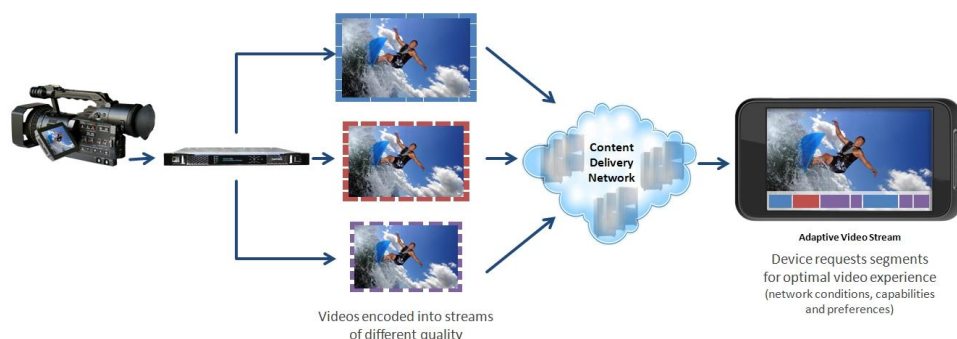 Content
Delivery
Network
Adaptive Video Stream
Device requests segments
for optimal video experience
(network conditions, capabilities
and preferences)
Videos encoded into streams
of different quality